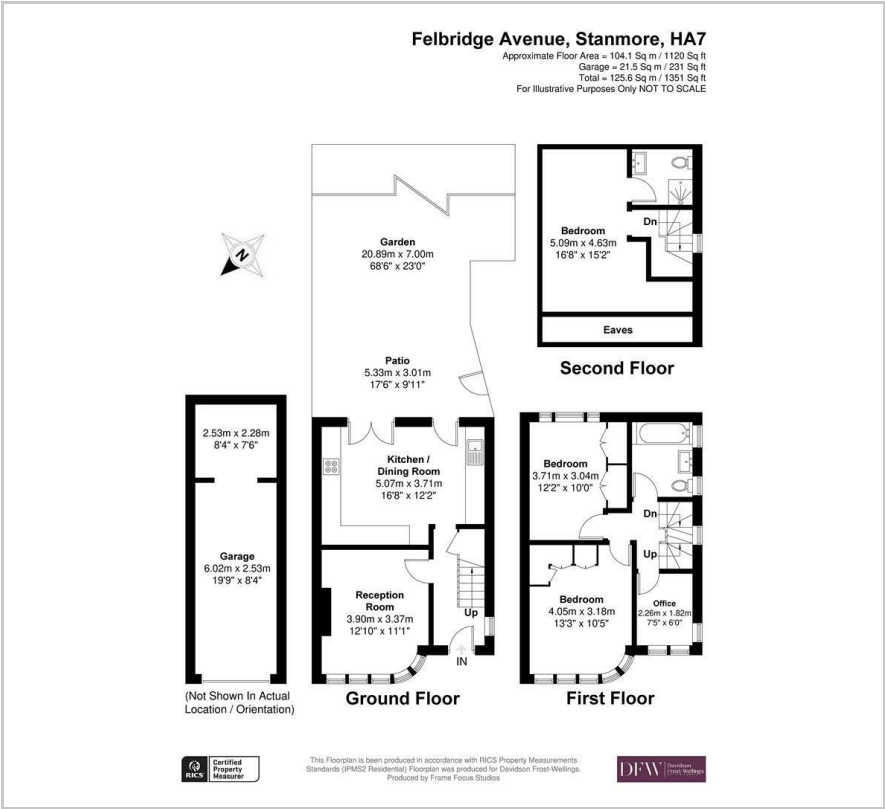 Felbridge Avenue, Stanmore, HA7
Approximate Floor Area = 104.1 Sq m / 1120 Sq ft
Garage = 21.5 Sq m / 231 Sq ft
Total = 125.6 Sq m / 1351 Sq ft
For Illustrative Purposes Only NOT TO SCALE
N
Garden
20.89m x 7.00m
68'6" x 23'0"
Patio
5.33m x 3.01m
17'6" x 9'11"
Bedroom
5.09m x 4.63m
16'8" x 15'2"
Dn
Eaves
Second Floor
2.53m x 2.28m
8'4" x 7'6"
Garage
6.02m x 2.53m
19'9" x 8'4"
(Not Shown In Actual
Location / Orientation)
Kitchen /
Dining Room
5.07m x 3.71m
16'8" x 12'2"
Reception
Room
3.90m x 3.37m
12'10" x 11'1"
Up
IN
Ground Floor
Bedroom
3.71m x 3.04m
12'2" x 10'0"
Dn
Up
Bedroom
4.05m x 3.18m
13'3" x 10'5"
Office
2.26m x 1.82m
7'5" x 6'0"
First Floor
RICS
Certified
Property
Measurer
This Floorplan is been produced in accordance with RICS Property Measurements
Standards (IPMS2 Residential) Floorplan was produced for Davidson Frost-Wellings.
Produced by Frame Focus Studios
DFW
Davidson
Frost-Wellings